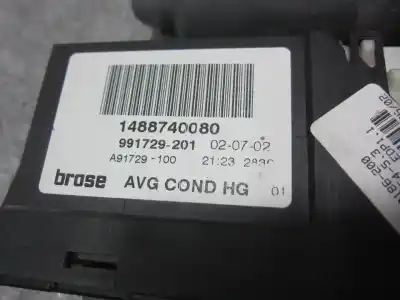 1488740080
991729-201 02-07-02
A91729-100 21:23
brose AVG COND HG 01